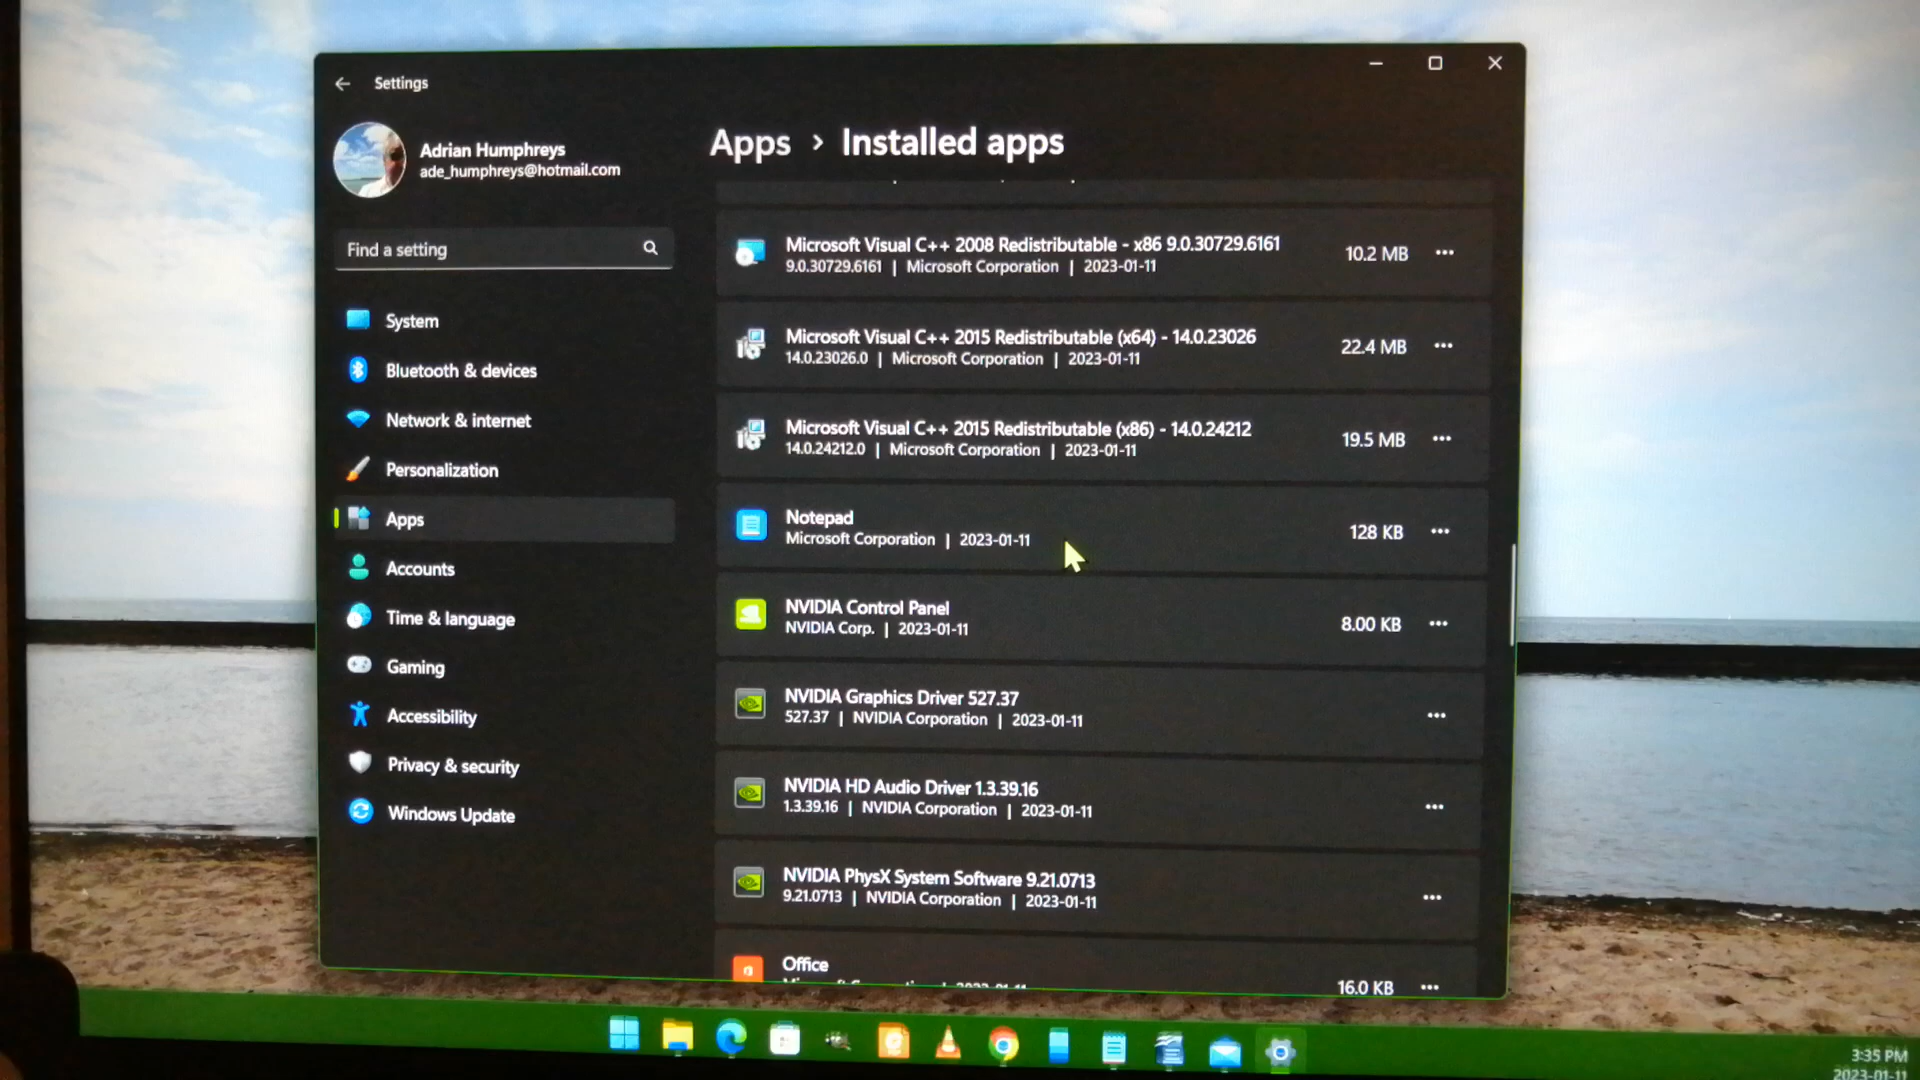 Settings
Adrian Humphreys
ade_humphreys@hotmail.com
Find a setting
System
Bluetooth & devices
Network & internet
Personalization
Apps
Accounts
Time & language
Gaming
Accessibility
Privacy & security
Windows Update
Apps > Installed apps
Microsoft Visual C++ 2008 Redistributable - x86 9.0.30729.6161
9.0.30729.6161 | Microsoft Corporation | 2023-01-11
10.2 MB
Microsoft Visual C++ 2015 Redistributable (x64) - 14.0.23026
14.0.23026.0 | Microsoft Corporation | 2023-01-11
22.4 MB
Microsoft Visual C++ 2015 Redistributable (x86) - 14.0.24212
14.0.24212.0 | Microsoft Corporation | 2023-01-11
19.5 MB
Notepad
Microsoft Corporation | 2023-01-11
128 KB
NVIDIA Control Panel
NVIDIA Corp. | 2023-01-11
8.00 KB
NVIDIA Graphics Driver 527.37
527.37 | NVIDIA Corporation | 2023-01-11
NVIDIA HD Audio Driver 1.3.39.16
1.3.39.16 | NVIDIA Corporation | 2023-01-11
NVIDIA PhysX System Software 9.21.0713
9.21.0713 | NVIDIA Corporation | 2023-01-11
Office
16.0 KB
3:35 PM
2023-01-11